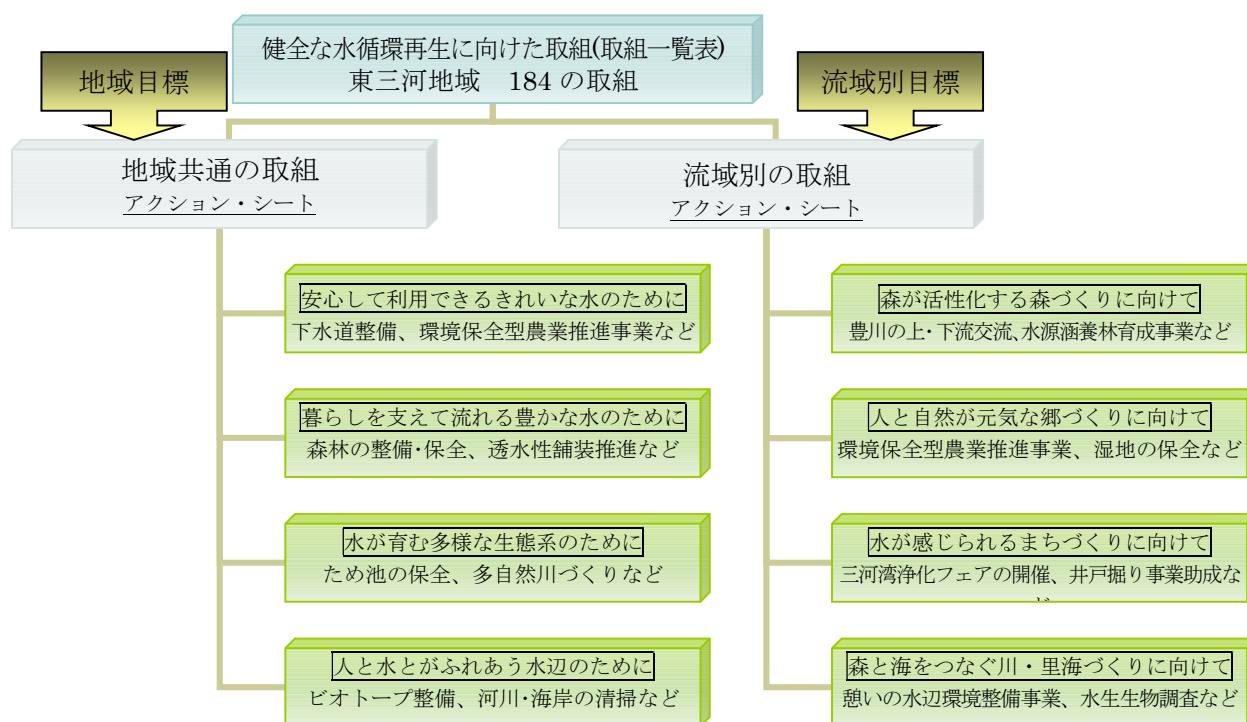 健全な水循環再生に向けた取組(取組一覧表)
東三河地域　184 の取組
地域目標
流域別目標
地域共通の取組
アクション・シート
安心して利用できるきれいな水のために
下水道整備、環境保全型農業推進事業など
暮らしを支えて流れる豊かな水のために
森林の整備・保全、透水性舗装推進など
水が育む多様な生態系のために
ため池の保全、多自然川づくりなど
人と水とがふれあう水辺のために
ビオトープ整備、河川・海岸の清掃など
流域別の取組
アクション・シート
森が活性化する森づくりに向けて
豊川の上・下流交流、水源涵養林育成事業など
人と自然が元気な郷づくりに向けて
環境保全型農業推進事業、湿地の保全など
水が感じられるまちづくりに向けて
三河湾浄化フェアの開催、井戸掘り事業助成な
森と海をつなぐ川・里海づくりに向けて
憩いの水辺環境整備事業、水生生物調査など